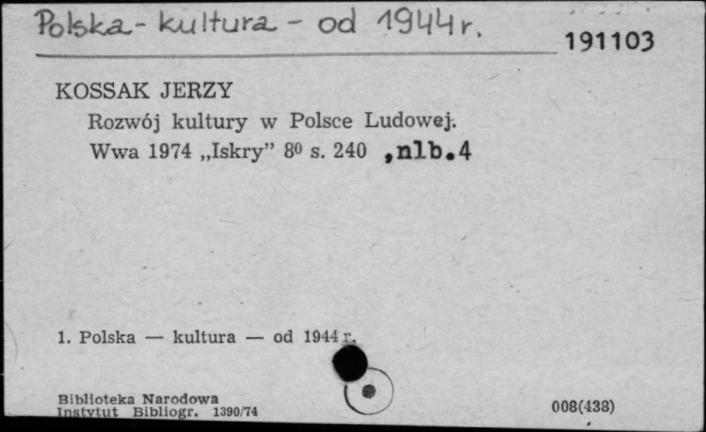 Polska - kultura - od 1944 r.
191103
KOSSAK JERZY
Rozwój kultury w Polsce Ludowej.
Wwa 1974 „Iskry” 8⁰ s. 240 ,nlb.4
1. Polska — kultura — od 1944 r.
Biblioteka Narodowa
Instytut Bibliogr. 1390/74
008(438)